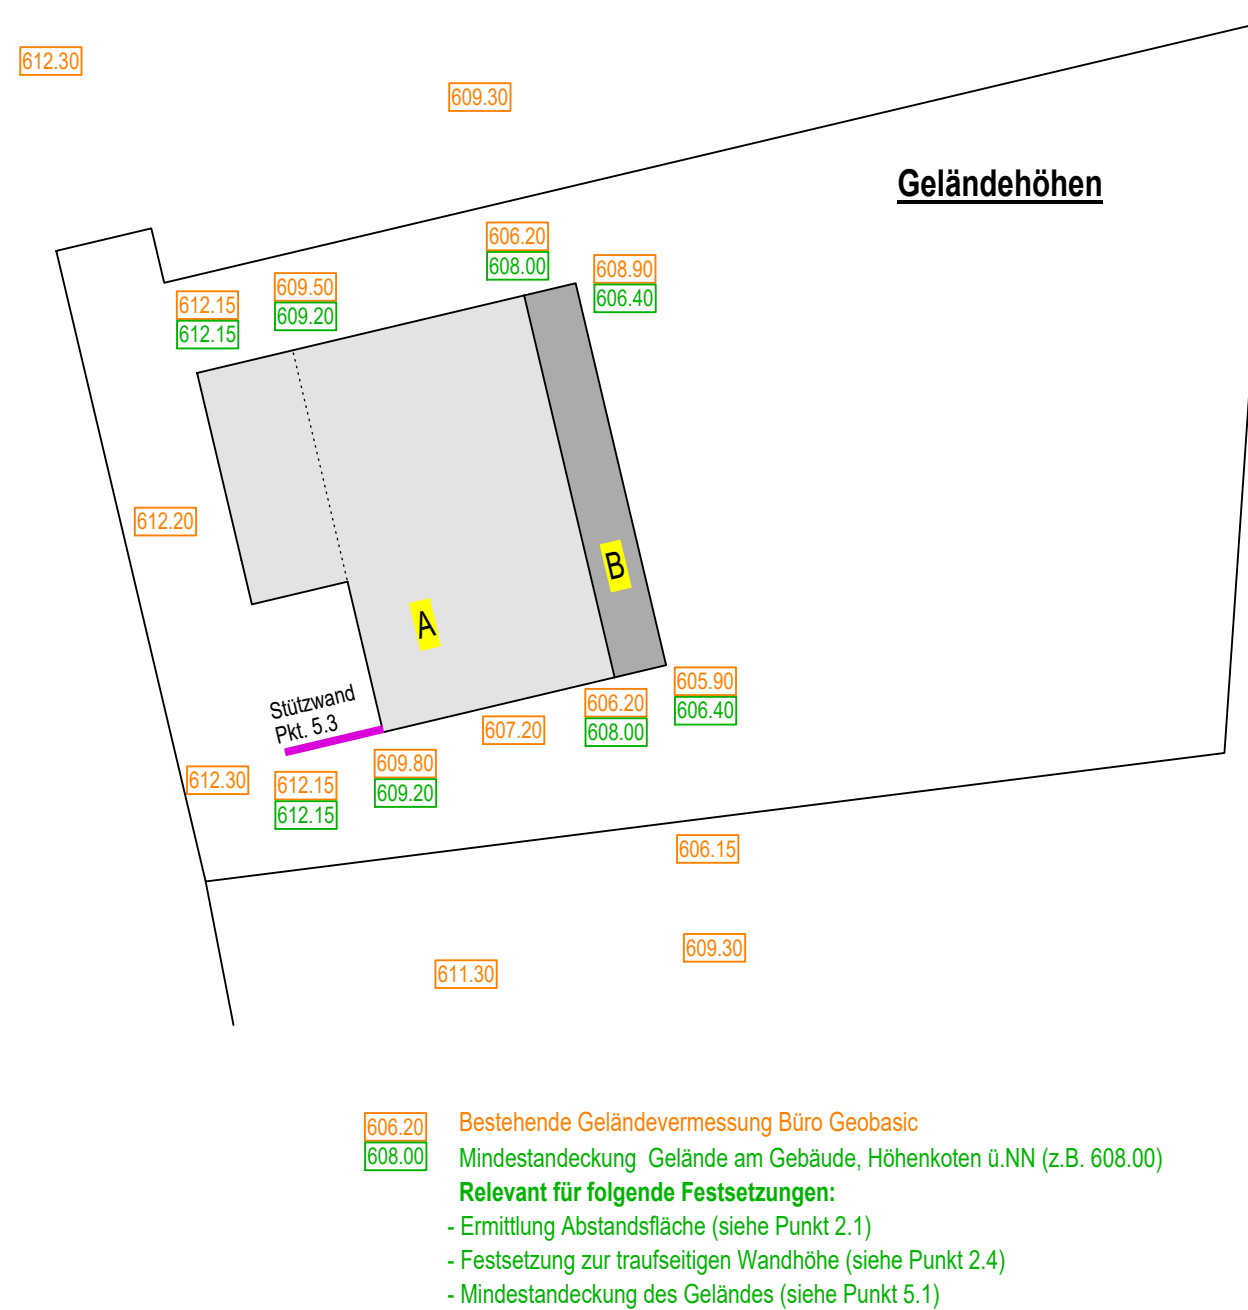 612.30
609.30
Geländehöhen
606.20
608.00
608.90
606.40
609.50
609.20
612.15
612.15
612.20
B
A
Stützwand
Pkt. 5.3
605.90
606.40
606.20
608.00
607.20
609.80
609.20
612.30
612.15
612.15
606.15
609.30
611.30
606.20 Bestehende Geländevermessung Büro Geobasic
608.00 Mindestandeckung Gelände am Gebäude, Höhenkoten ü.NN (z.B. 608.00)
Relevant für folgende Festsetzungen:
- Ermittlung Abstandsfläche (siehe Punkt 2.1)
- Festsetzung zur traufseitigen Wandhöhe (siehe Punkt 2.4)
- Mindestandeckung des Geländes (siehe Punkt 5.1)